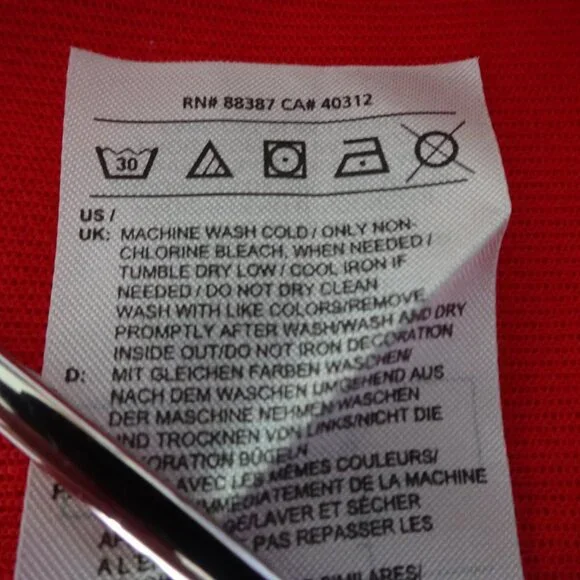 RN# 88387 CA# 40312
30
US /
UK: MACHINE WASH COLD / ONLY NON-
CHLORINE BLEACH, WHEN NEEDED /
TUMBLE DRY LOW / COOL IRON IF
NEEDED / DO NOT DRY CLEAN
WASH WITH LIKE COLORS/REMOVE
PROMPTLY AFTER WASH/WASH AND DRY
INSIDE OUT/DO NOT IRON DECORATION
D: MIT GLEICHEN FARBEN WASCHEN/
NACH DEM WASCHEN UMGEHEND AUS
DER MASCHINE NEHMEN/WASCHEN
UND TROCKNEN VON LINKS/NICHT DIE
BÜGELN
AVEC LES MÊMES COULEURS/
DE LA MACHINE
LAVER ET SÉCHER
PAS REPASSER LES